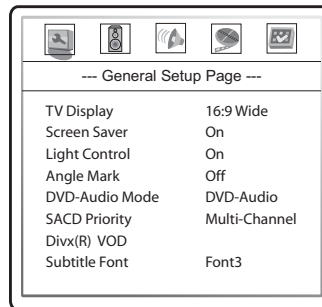 --- General Setup Page ---
TV Display 16:9 Wide
Screen Saver On
Light Control On
Angle Mark Off
DVD-Audio Mode DVD-Audio
SACD Priority Multi-Channel
Divx(R) VOD
Subtitle Font Font3